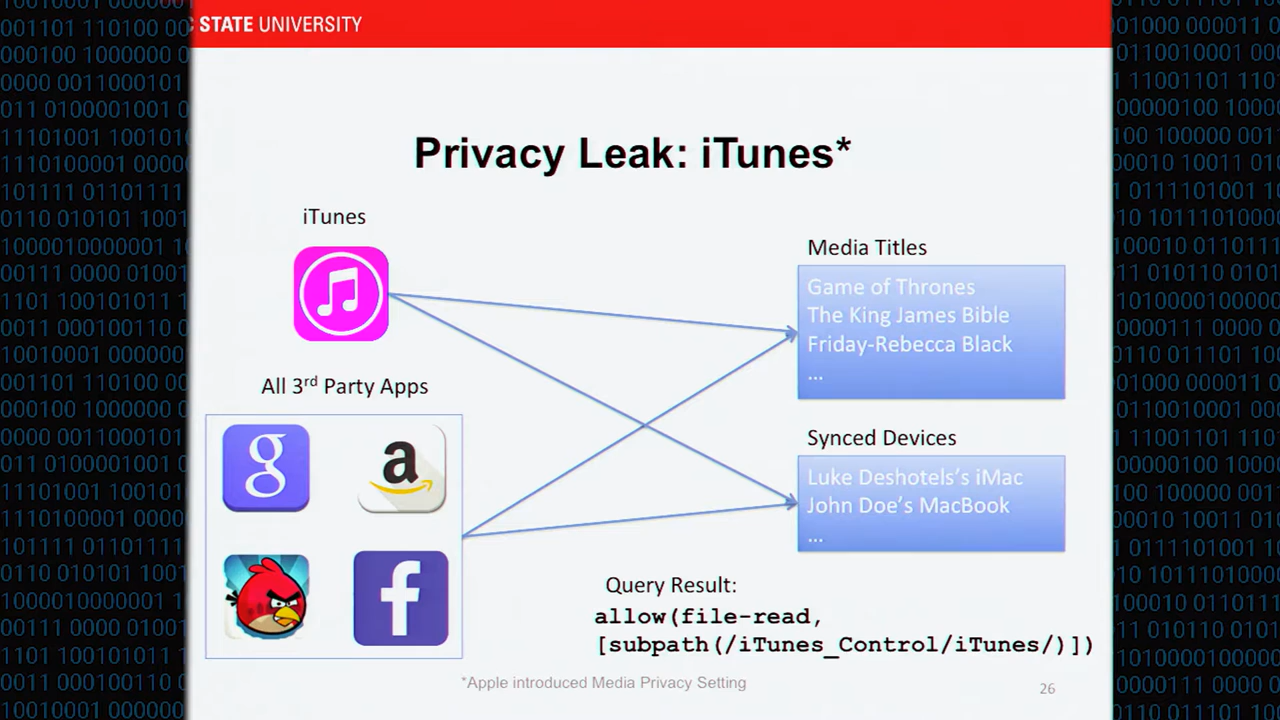 STATE UNIVERSITY
Privacy Leak: iTunes*
iTunes
Media Titles
Game of Thrones
The King James Bible
Friday-Rebecca Black
...
All 3rd Party Apps
g
a
f
Synced Devices
Luke Deshotels's iMac
John Doe's MacBook
...
Query Result:
allow(file-read,
[subpath(/iTunes_Control/iTunes/)])
*Apple introduced Media Privacy Setting
26